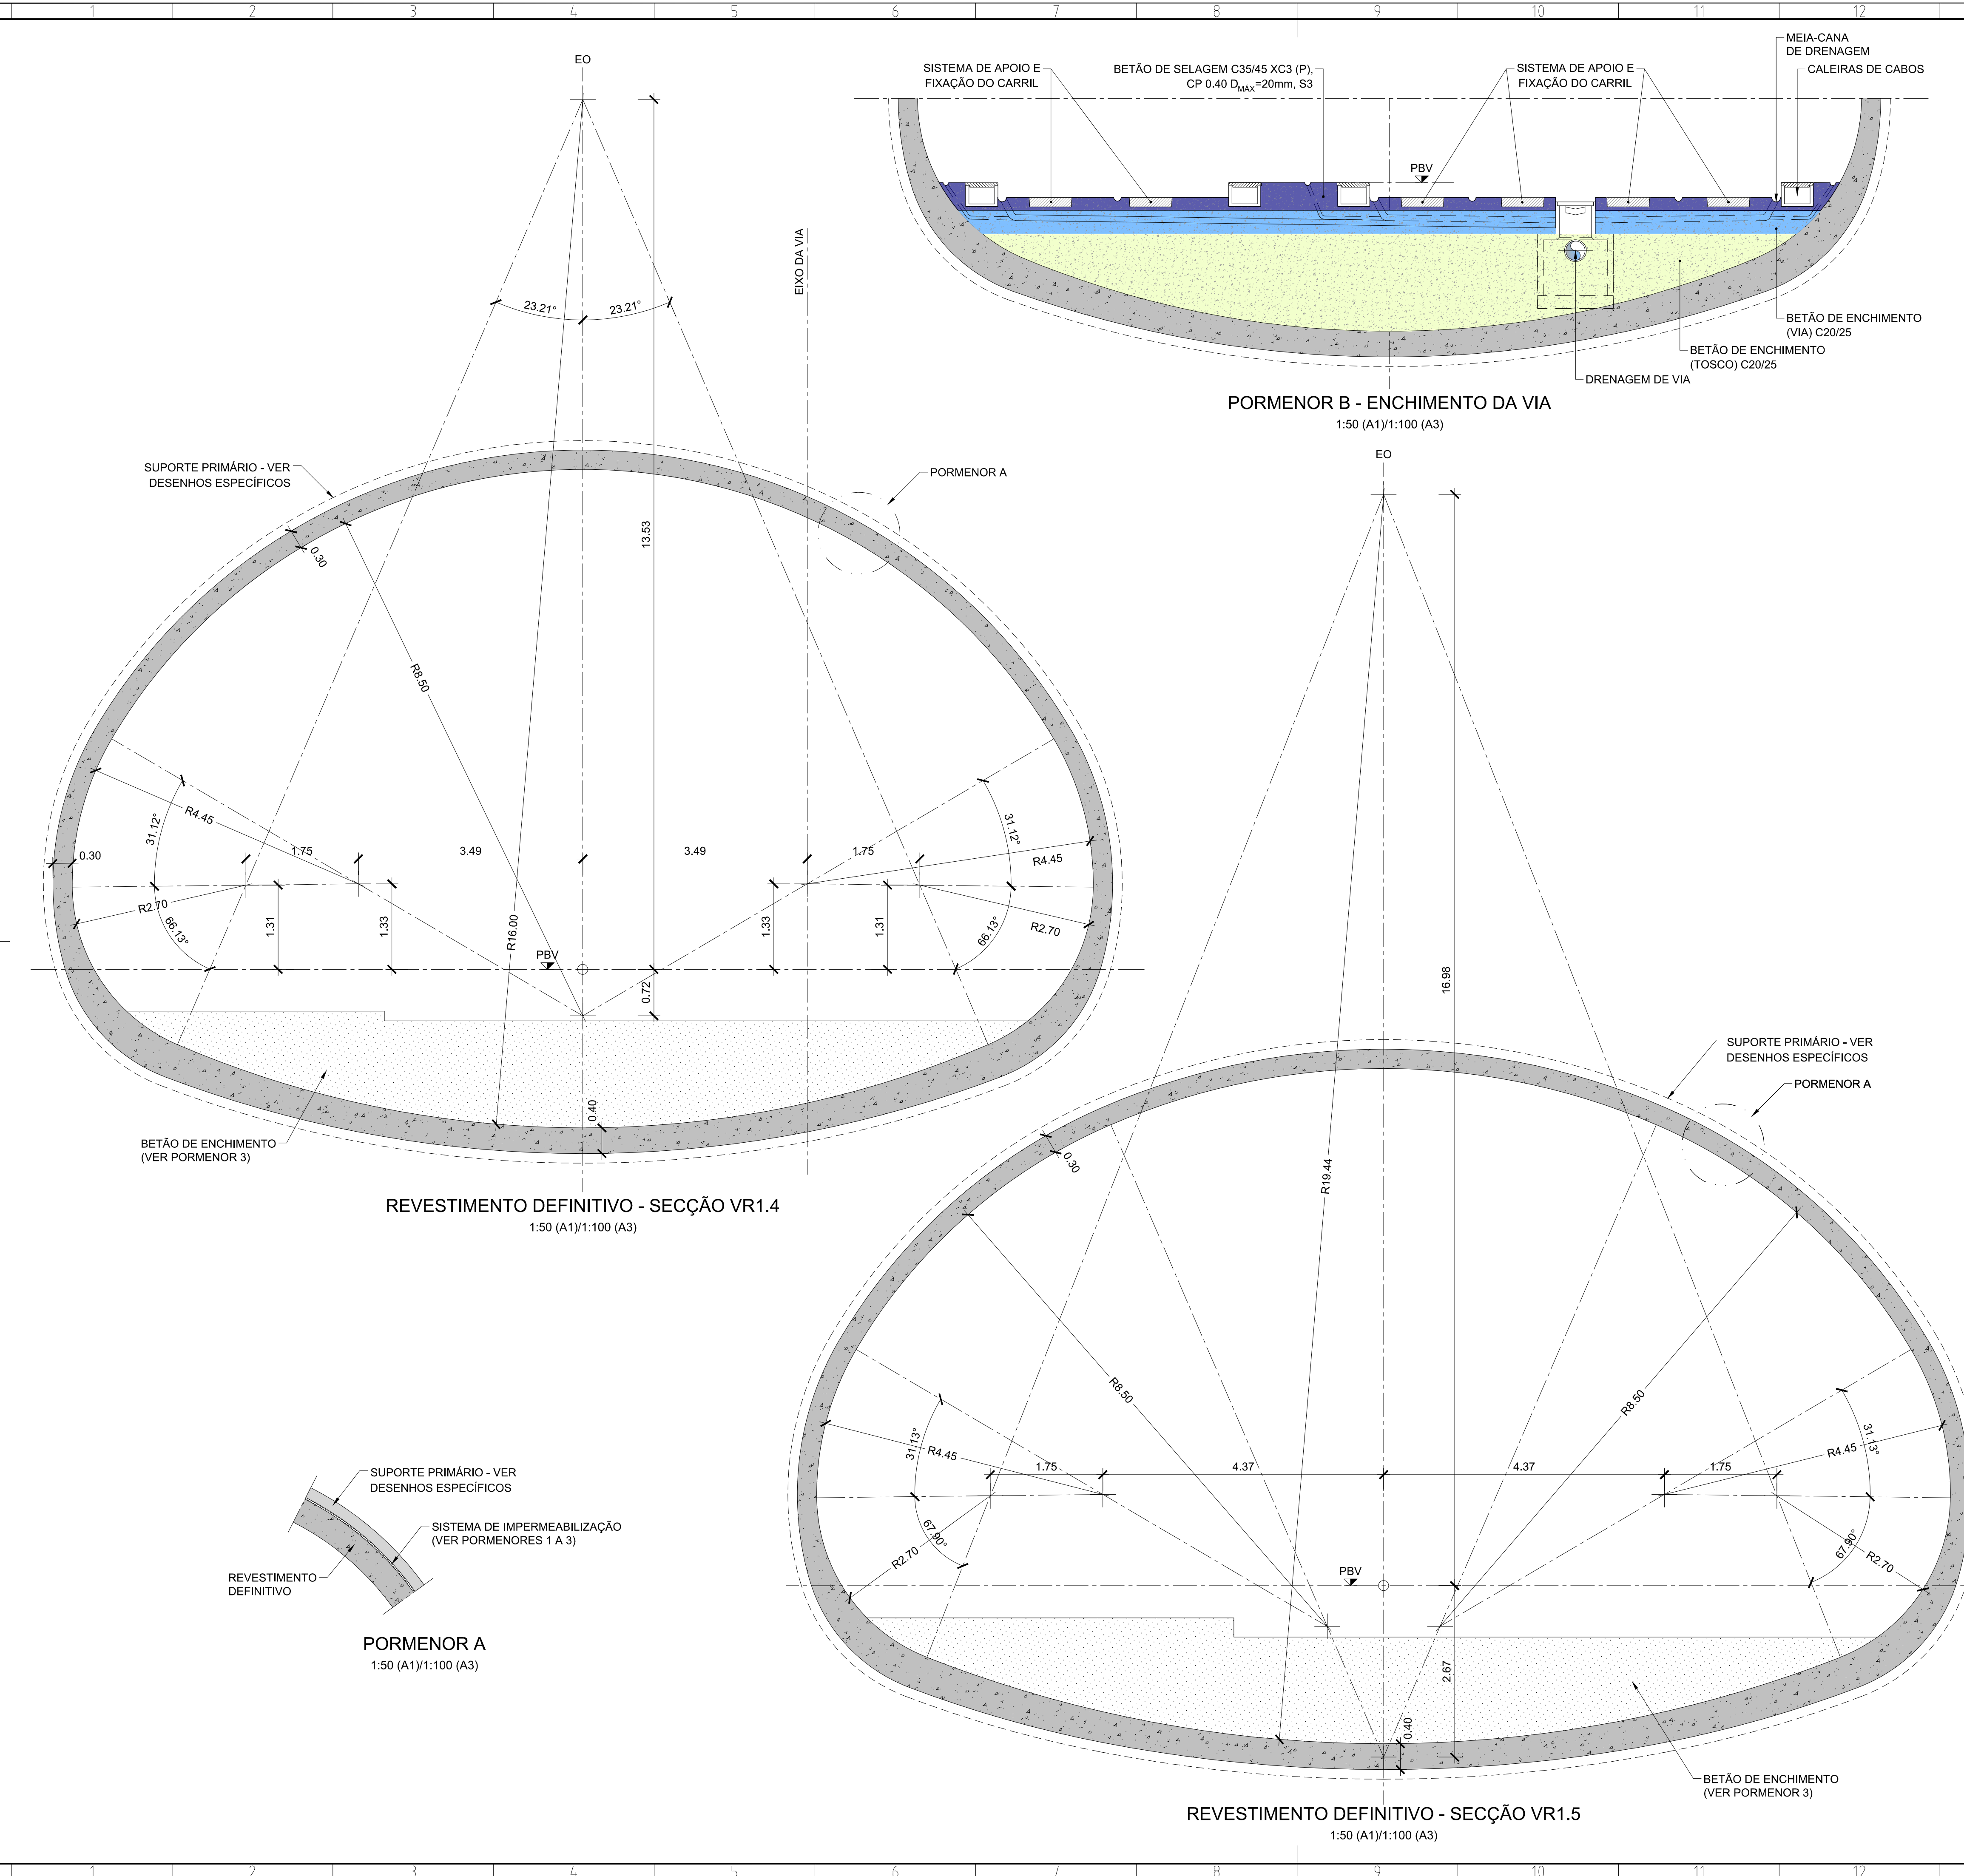 1 2 3 4 5 6 7 8 9 10 11 12
EO
23.21°
23.21°
EIXO DA VIA
13.53
SUPORTE PRIMÁRIO - VER
DESENHOS ESPECÍFICOS
PORMENOR A
0.30
R8.50
R4.45
31.12°
31.12°
0.30
1.75
3.49
3.49
1.75
R4.45
R2.70
66.13°
1.31
1.33
R16.00
1.33
1.31
66.13°
R2.70
PBV
0.72
0.40
BETÃO DE ENCHIMENTO
(VER PORMENOR 3)
REVESTIMENTO DEFINITIVO - SECÇÃO VR1.4
1:50 (A1)/1:100 (A3)
SISTEMA DE APOIO E
FIXAÇÃO DO CARRIL
BETÃO DE SELAGEM C35/45 XC3 (P),
CP 0.40 DMÁX=20mm, S3
SISTEMA DE APOIO E
FIXAÇÃO DO CARRIL
MEIA-CANA
DE DRENAGEM
CALEIRAS DE CABOS
PBV
BETÃO DE ENCHIMENTO
(VIA) C20/25
BETÃO DE ENCHIMENTO
(TOSCO) C20/25
DRENAGEM DE VIA
PORMENOR B - ENCHIMENTO DA VIA
1:50 (A1)/1:100 (A3)
EO
16.98
SUPORTE PRIMÁRIO - VER
DESENHOS ESPECÍFICOS
PORMENOR A
0.30
R19.44
R8.50
R8.50
31.13°
R4.45
1.75
4.37
4.37
1.75
R4.45
31.13°
67.90°
R2.70
67.90°
R2.70
PBV
2.67
0.40
BETÃO DE ENCHIMENTO
(VER PORMENOR 3)
REVESTIMENTO DEFINITIVO - SECÇÃO VR1.5
1:50 (A1)/1:100 (A3)
SUPORTE PRIMÁRIO - VER
DESENHOS ESPECÍFICOS
SISTEMA DE IMPERMEABILIZAÇÃO
(VER PORMENORES 1 A 3)
REVESTIMENTO
DEFINITIVO
PORMENOR A
1:50 (A1)/1:100 (A3)
1 2 3 4 5 6 7 8 9 10 11 12